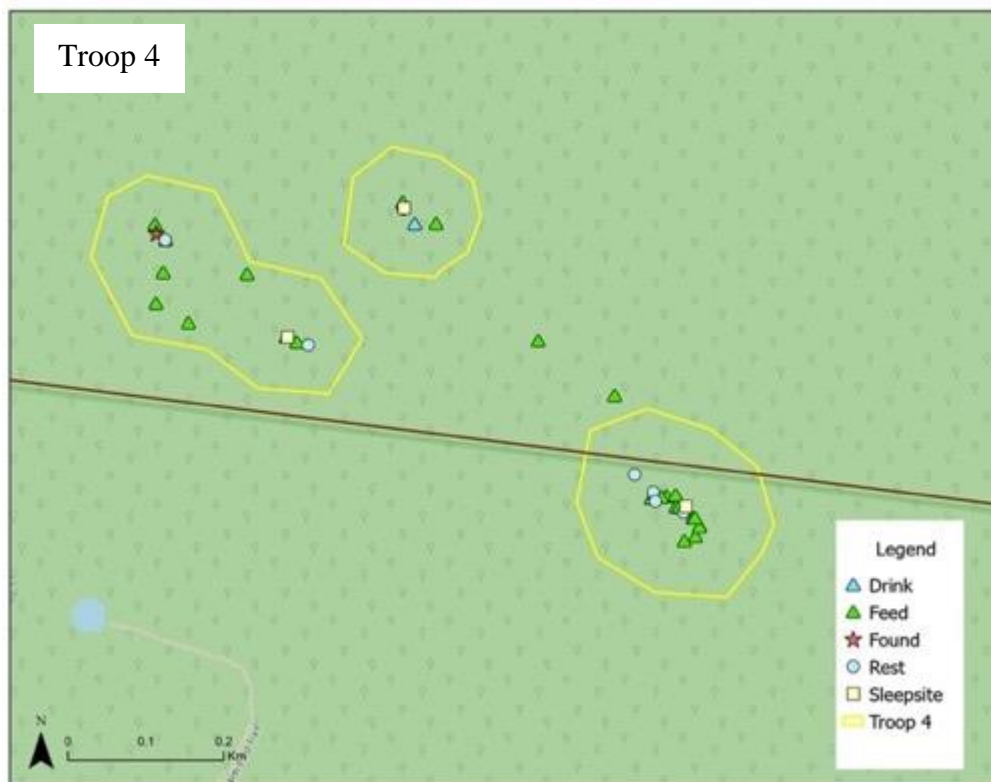 Troop 4
Legend
Drink
Feed
Found
Rest
Sleepsite
Troop 4
N
0 0.1 0.2
Km